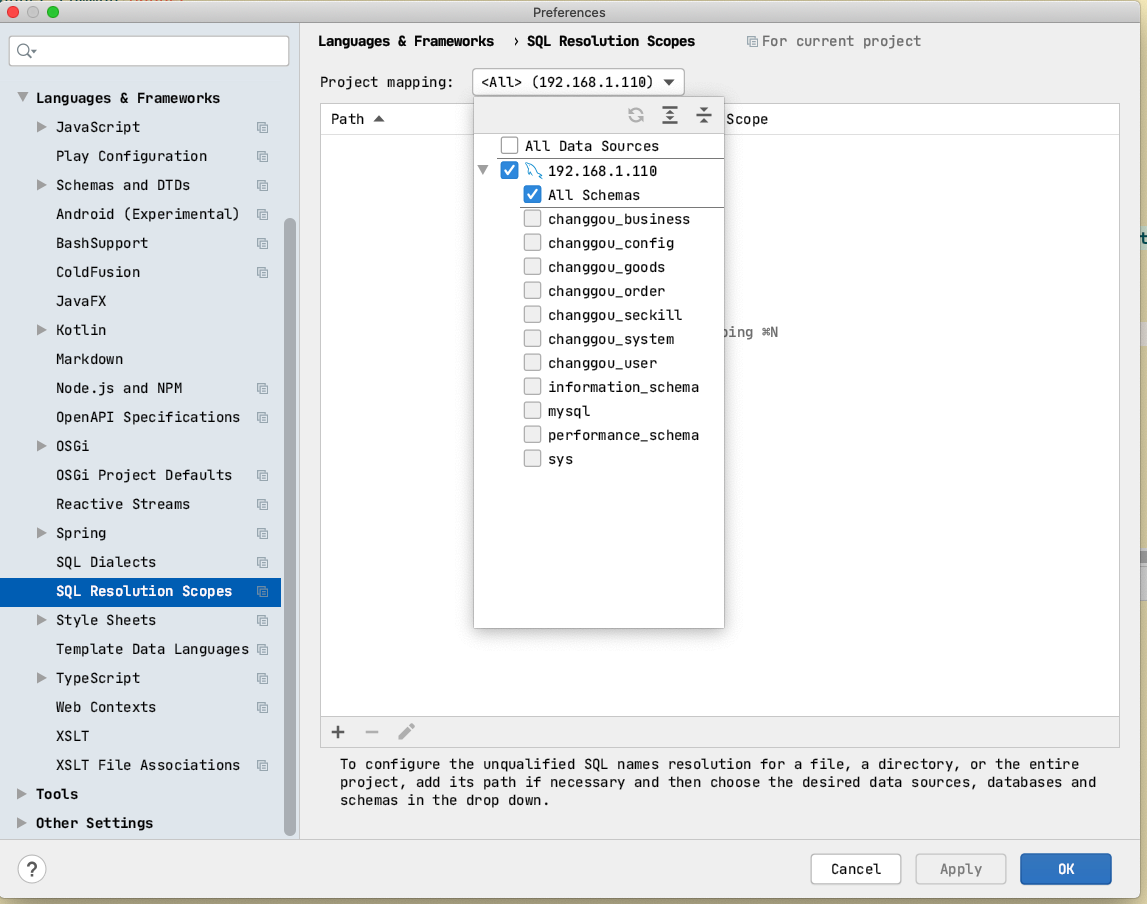 Preferences
Languages & Frameworks › SQL Resolution Scopes
For current project
Project mapping: <All> (192.168.1.110)
Path
Scope
All Data Sources
192.168.1.110
All Schemas
changgou_business
changgou_config
changgou_goods
changgou_order
changgou_seckill
changgou_system
changgou_user
information_schema
mysql
performance_schema
sys
⌘N
Languages & Frameworks
JavaScript
Play Configuration
Schemas and DTDs
Android (Experimental)
BashSupport
ColdFusion
JavaFX
Kotlin
Markdown
Node.js and NPM
OpenAPI Specifications
OSGi
OSGi Project Defaults
Reactive Streams
Spring
SQL Dialects
SQL Resolution Scopes
Style Sheets
Template Data Languages
TypeScript
Web Contexts
XSLT
XSLT File Associations
Tools
Other Settings
To configure the unqualified SQL names resolution for a file, a directory, or the entire
project, add its path if necessary and then choose the desired data sources, databases and
schemas in the drop down.
?
Cancel
Apply
OK